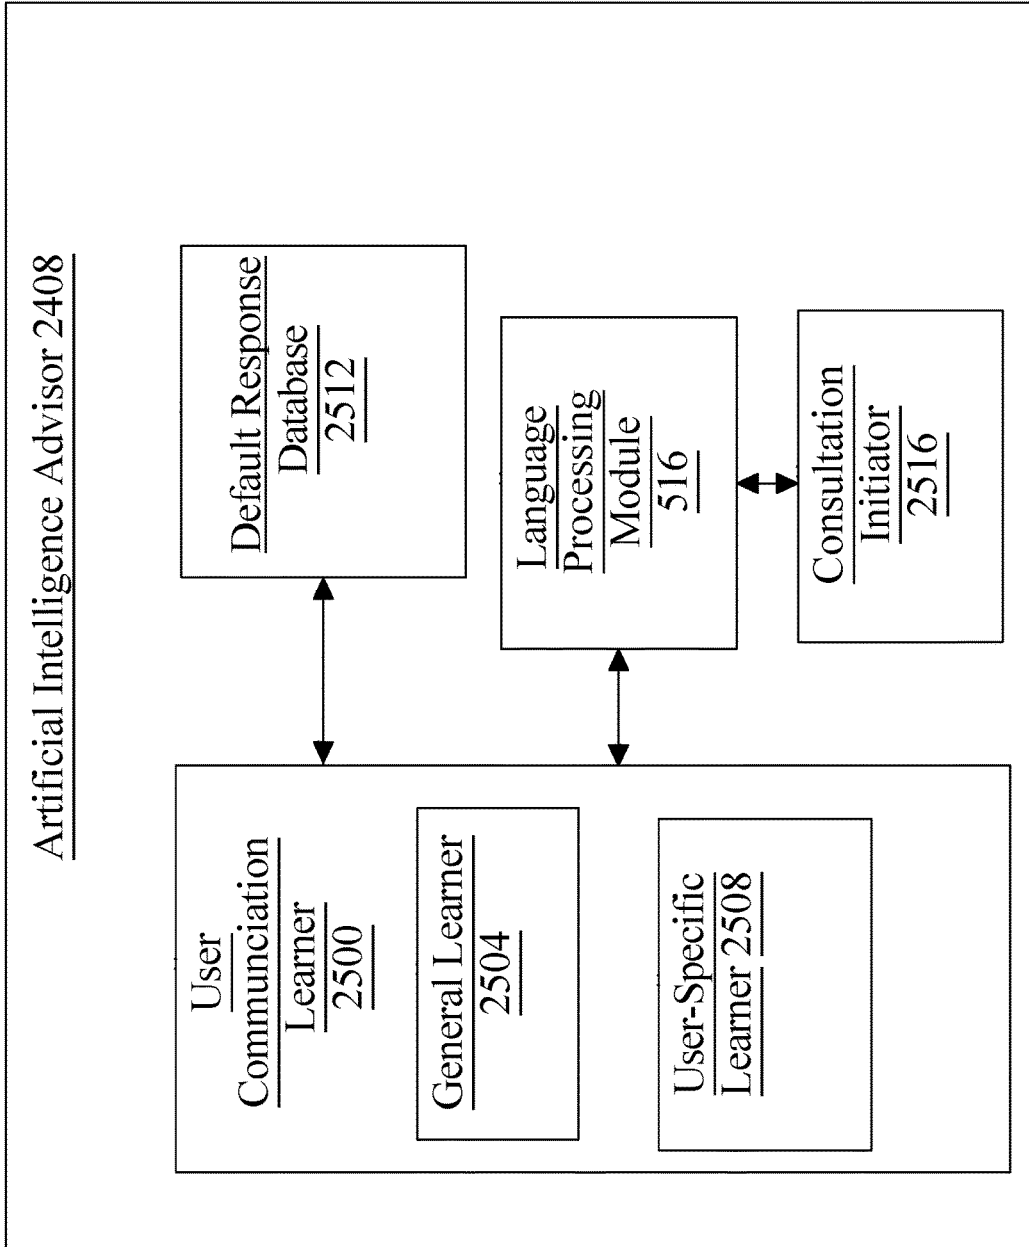 Artificial Intelligence Advisor 2408
User
Communciation
Learner
2500
General Learner
2504
User-Specific
Learner 2508
Default Response
Database
2512
Language
Processing
Module
516
Consultation
Initiator
2516